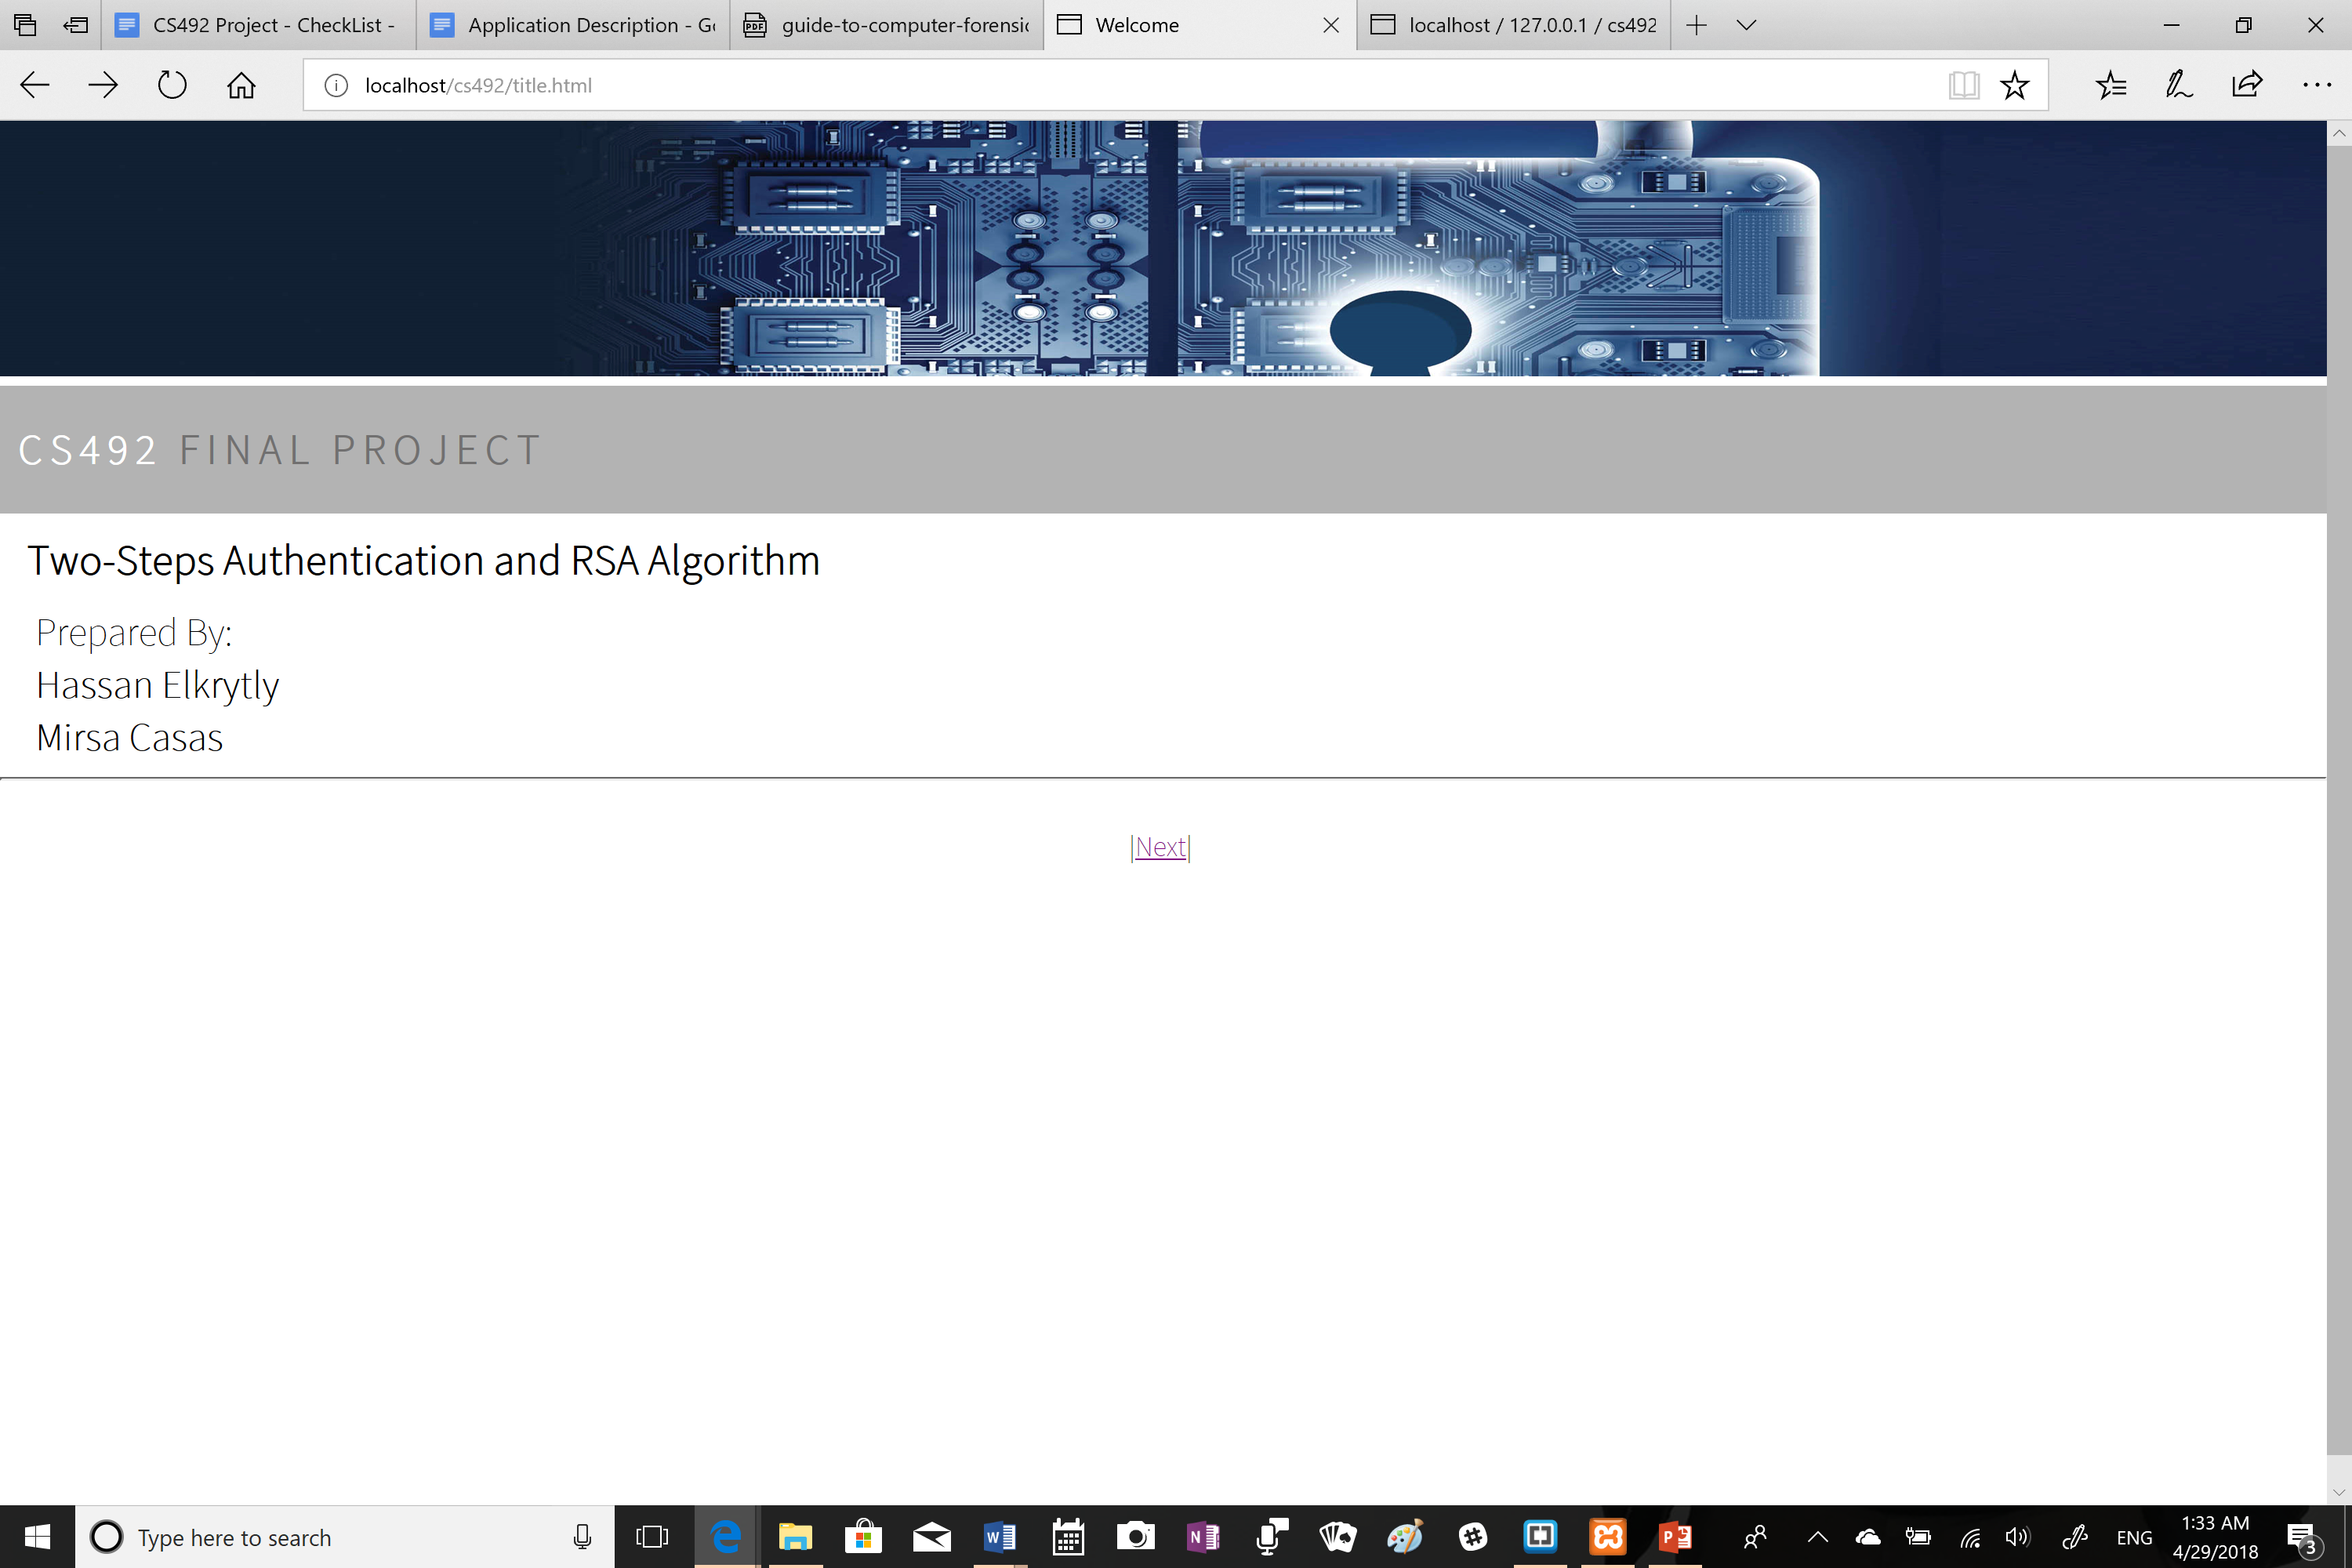 CS492 Project - CheckList -
Application Description - Go
guide-to-computer-forensic
Welcome
localhost / 127.0.0.1 / cs492
localhost/cs492/title.html
CS492 FINAL PROJECT
Two-Steps Authentication and RSA Algorithm
Prepared By:
Hassan Elkrytly
Mirsa Casas
|Next|
Type here to search
ENG
1:33 AM
4/29/2018
3